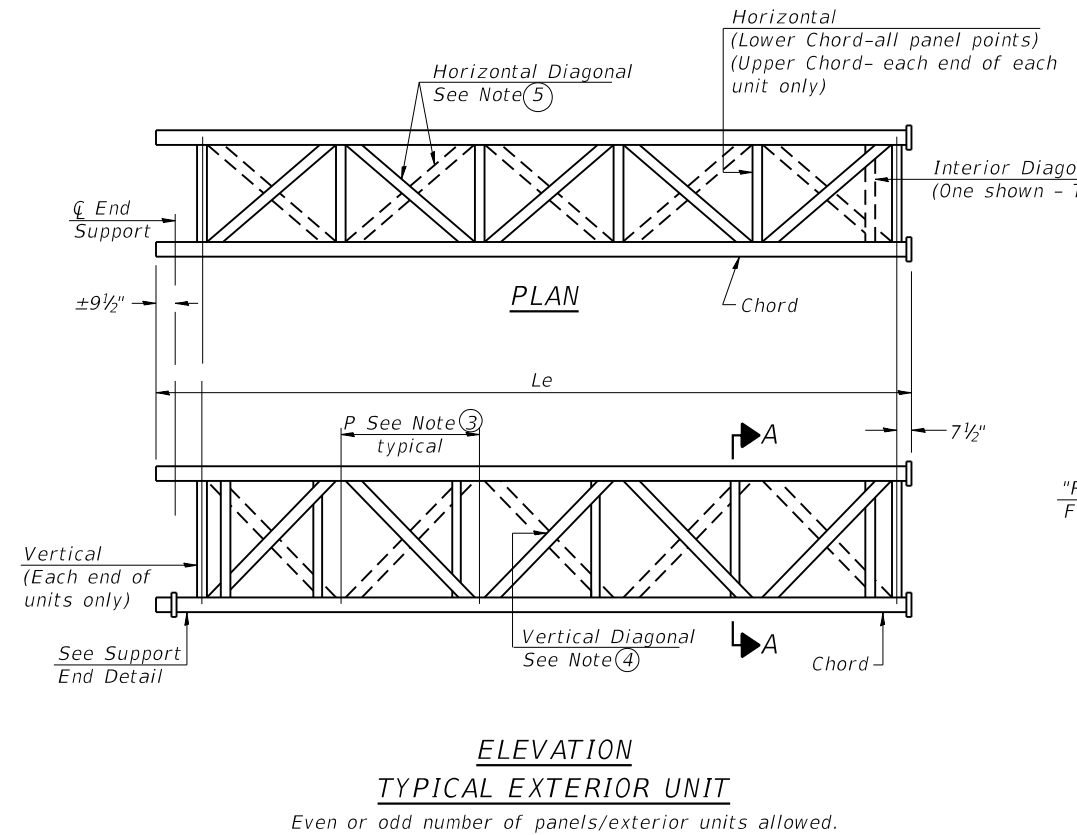 Horizontal
(Lower Chord-all panel points)
(Upper Chord- each end of each
unit only)
Horizontal Diagonal
See Note 5
Interior
(One shown -
℄ End
Support
±9½"
PLAN
Chord
Le
P See Note 3
typical
A
7½"
Vertical
(Each end of
units only)
See Support
End Detail
Vertical Diagonal
See Note 4
A
Chord
ELEVATION
TYPICAL EXTERIOR UNIT
Even or odd number of panels/exterior units allowed.